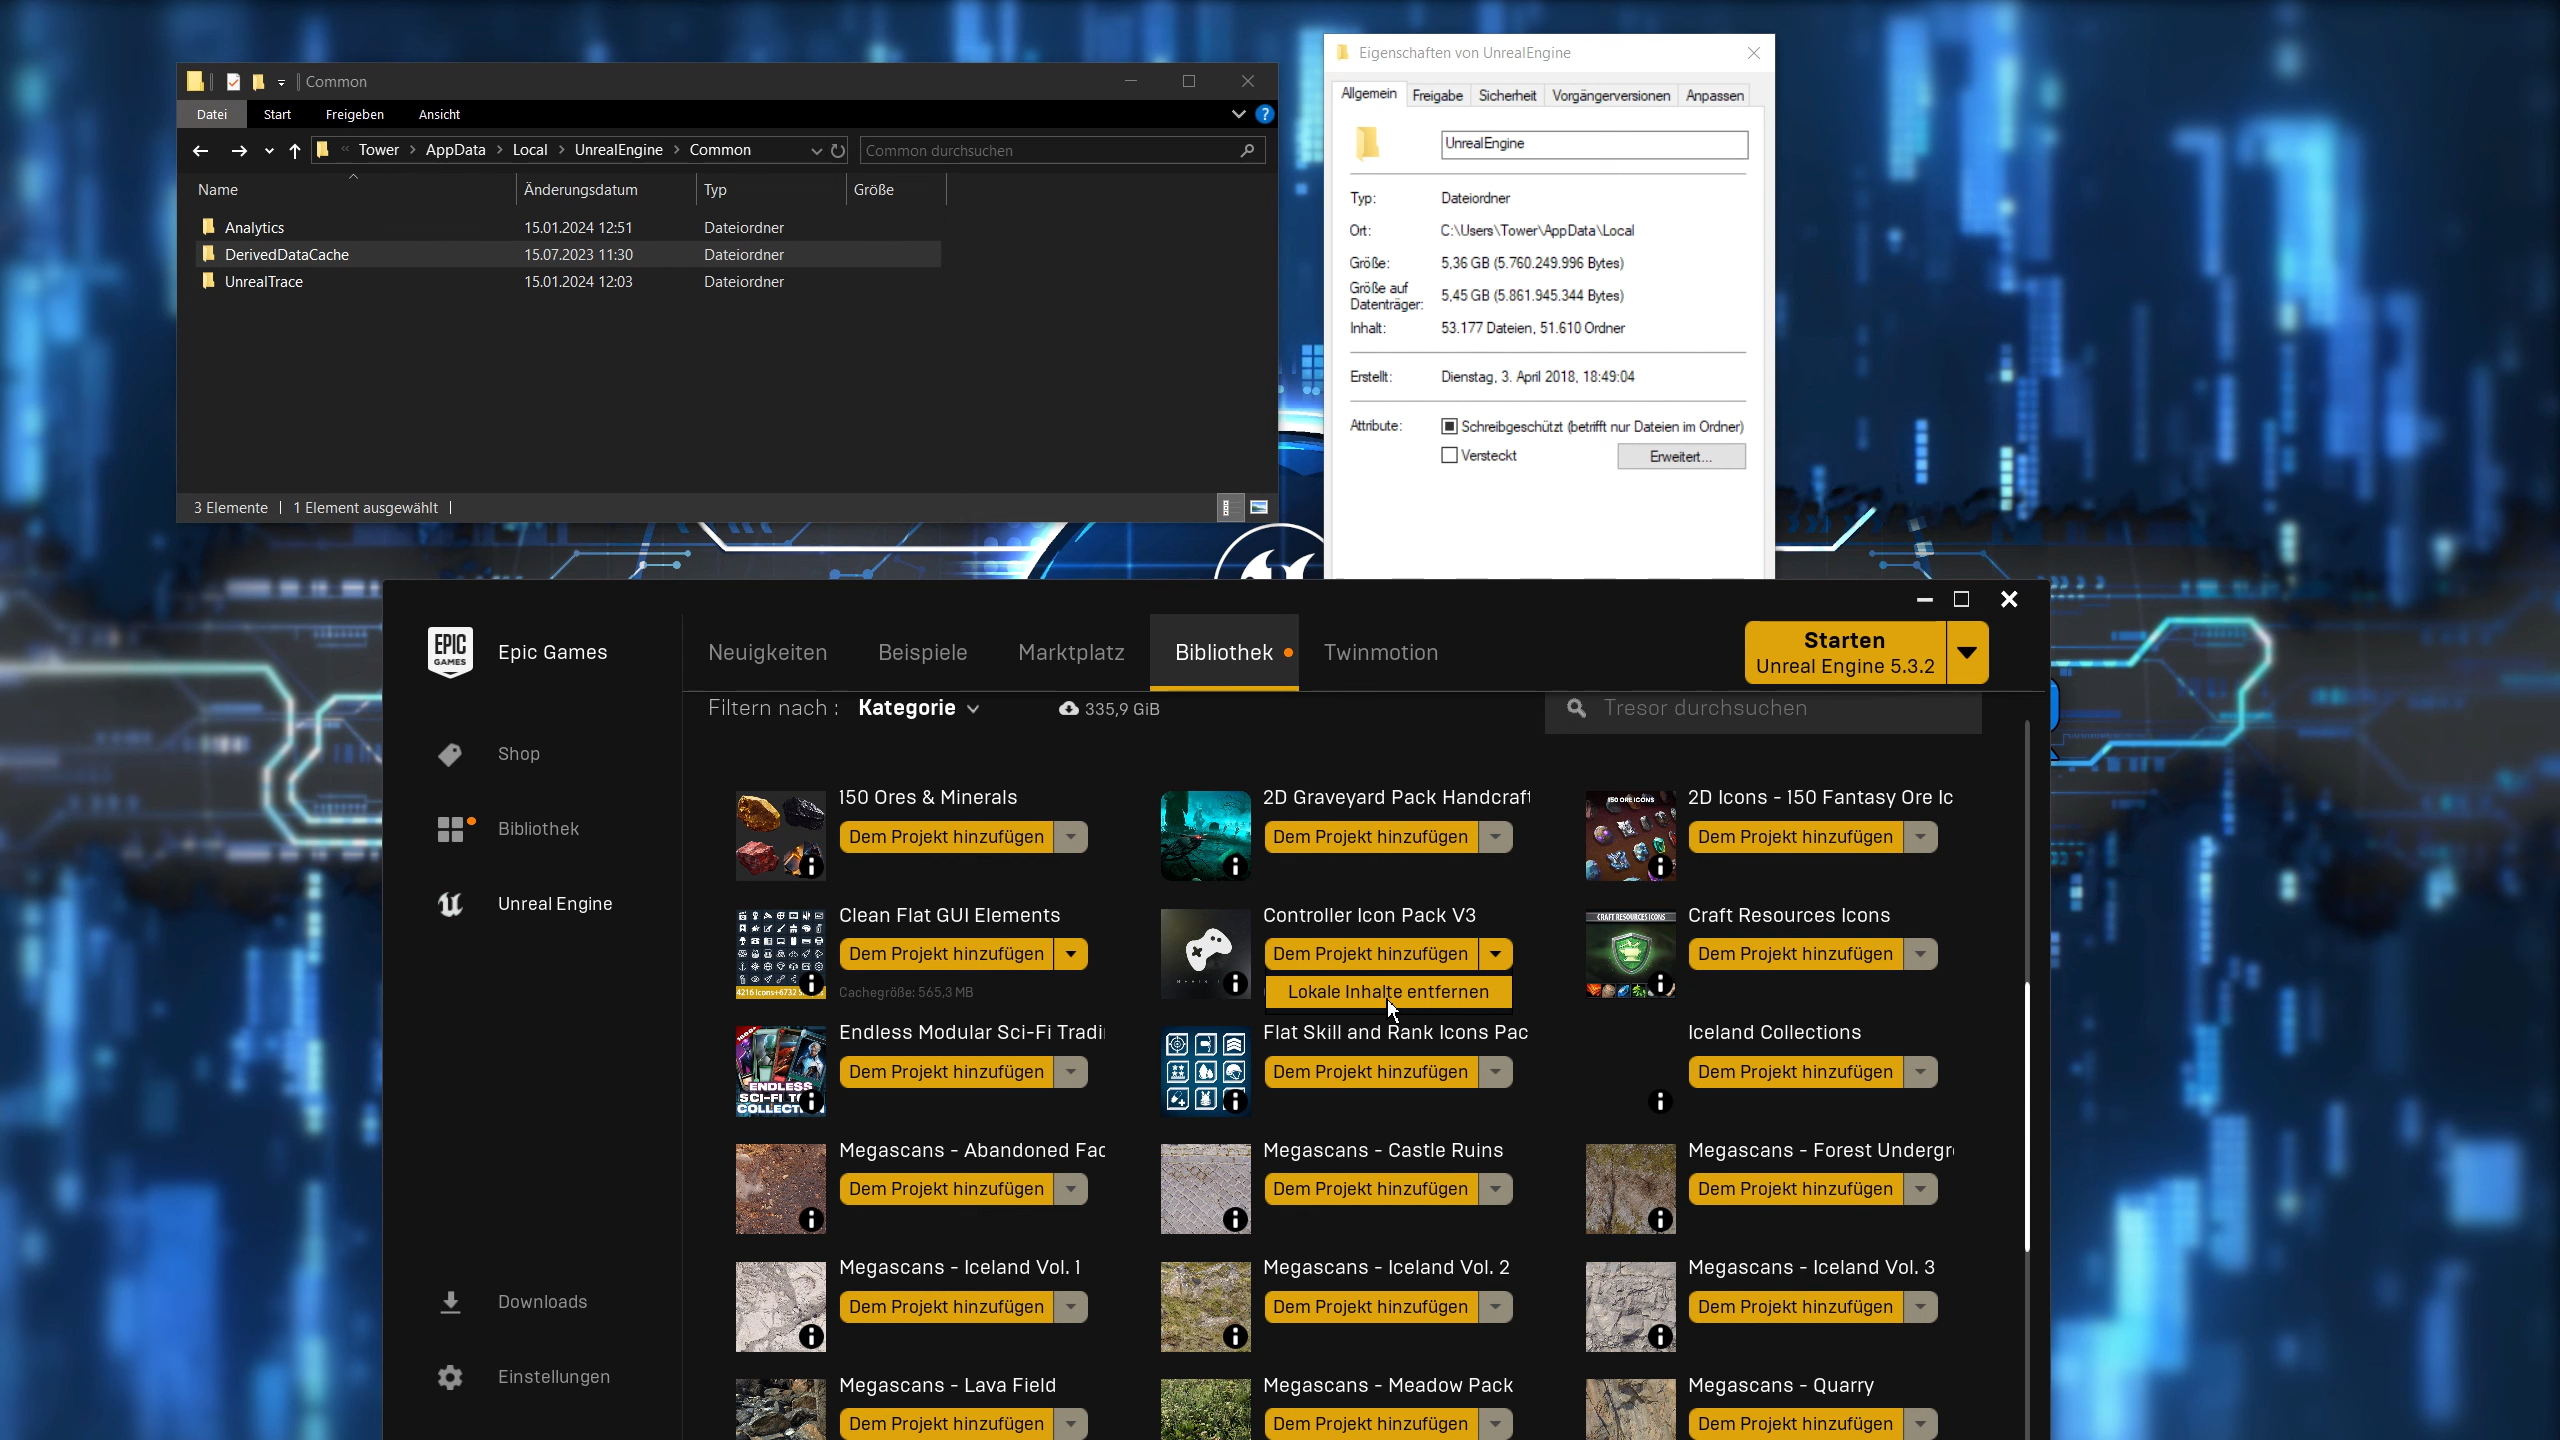 Common
Datei Start Freigeben Ansicht
« Tower > AppData > Local > UnrealEngine > Common
Common durchsuchen
Name Änderungsdatum Typ Größe
Analytics 15.01.2024 12:51 Dateiordner
DerivedDataCache 15.07.2023 11:30 Dateiordner
UnrealTrace 15.01.2024 12:03 Dateiordner
3 Elemente 1 Element ausgewählt
Eigenschaften von UnrealEngine
Allgemein Freigabe Sicherheit Vorgängerversionen Anpassen
UnrealEngine
Typ: Dateiordner
Ort: C:\Users\Tower\AppData\Local
Größe: 5,36 GB (5.760.249.996 Bytes)
Größe auf
Datenträger: 5,45 GB (5.861.945.344 Bytes)
Inhalt: 53.177 Dateien, 51.610 Ordner
Erstellt: Dienstag, 3. April 2018, 18:49:04
Attribute: Schreibgeschützt (betrifft nur Dateien im Ordner)
Versteckt Erweitert...
EPIC
GAMES
Epic Games
Shop
Bibliothek
Unreal Engine
Downloads
Einstellungen
Neuigkeiten Beispiele Marktplatz Bibliothek Twinmotion
Starten
Unreal Engine 5.3.2
Filtern nach : Kategorie 335,9 GiB Tresor durchsuchen
150 Ores & Minerals 2D Graveyard Pack Handcraft 2D Icons - 150 Fantasy Ore Ic
Dem Projekt hinzufügen Dem Projekt hinzufügen Dem Projekt hinzufügen
150 ORE ICONS
Clean Flat GUI Elements Controller Icon Pack V3 Craft Resources Icons
CRAFT RESOURCES ICONS
Dem Projekt hinzufügen Dem Projekt hinzufügen Dem Projekt hinzufügen
Cachegröße: 565,3 MB Lokale Inhalte entfernen
Endless Modular Sci-Fi Tradi Flat Skill and Rank Icons Pac Iceland Collections
Dem Projekt hinzufügen Dem Projekt hinzufügen Dem Projekt hinzufügen
ENDLESS
Megascans - Abandoned Fac Megascans - Castle Ruins Megascans - Forest Undergr
Dem Projekt hinzufügen Dem Projekt hinzufügen Dem Projekt hinzufügen
Megascans - Iceland Vol. 1 Megascans - Iceland Vol. 2 Megascans - Iceland Vol. 3
Dem Projekt hinzufügen Dem Projekt hinzufügen Dem Projekt hinzufügen
Megascans - Lava Field Megascans - Meadow Pack Megascans - Quarry
Dem Projekt hinzufügen Dem Projekt hinzufügen Dem Projekt hinzufügen